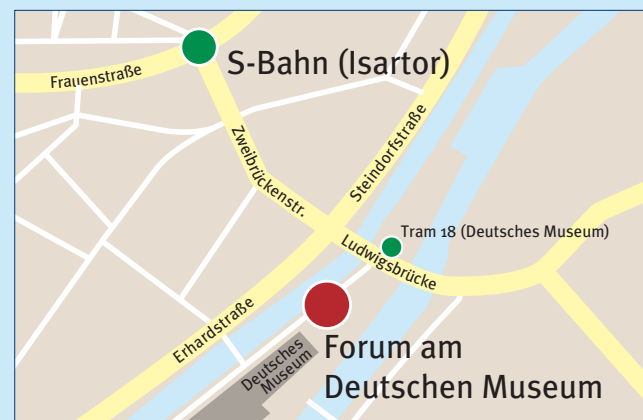 S-Bahn (Isartor)
Frauenstraße
Zweibrückenstr.
Steindorfstraße
Tram 18 (Deutsches Museum)
Ludwigsbrücke
Erhardstraße
Deutsches
Museum
Forum am
Deutschen Museum